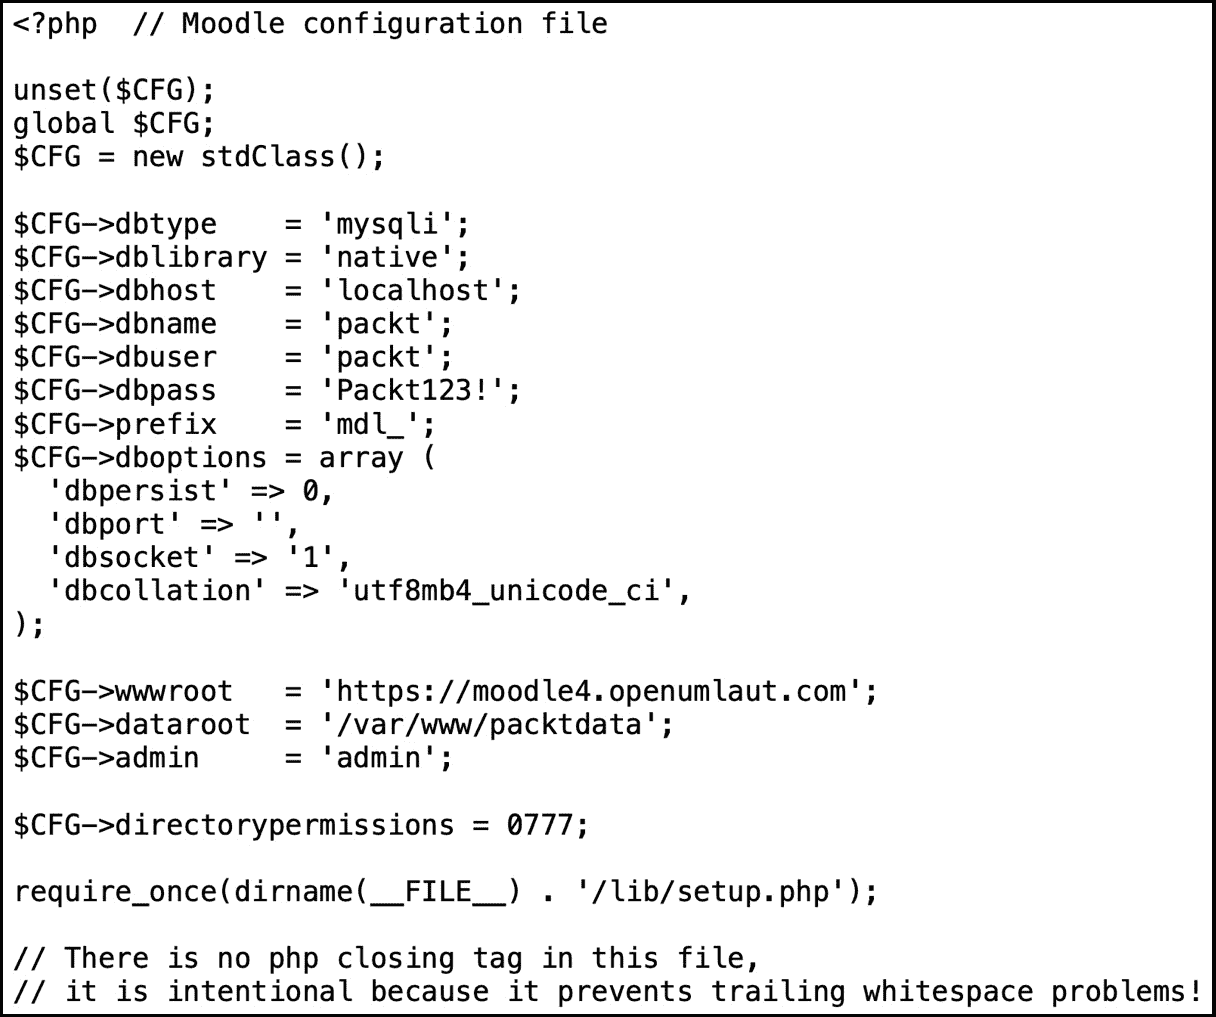 <?php  // Moodle configuration file

unset($CFG);
global $CFG;
$CFG = new stdClass();

$CFG->dbtype    = 'mysqli';
$CFG->dblibrary = 'native';
$CFG->dbhost    = 'localhost';
$CFG->dbname    = 'packt';
$CFG->dbuser    = 'packt';
$CFG->dbpass    = 'Packt123!';
$CFG->prefix    = 'mdl_';
$CFG->dboptions = array (
  'dbpersist' => 0,
  'dbport' => '',
  'dbsocket' => '1',
  'dbcollation' => 'utf8mb4_unicode_ci',
);

$CFG->wwwroot   = 'https://moodle4.openumlaut.com';
$CFG->dataroot  = '/var/www/packtdata';
$CFG->admin     = 'admin';

$CFG->directorypermissions = 0777;

require_once(dirname(__FILE__) . '/lib/setup.php');

// There is no php closing tag in this file,
// it is intentional because it prevents trailing whitespace problems!